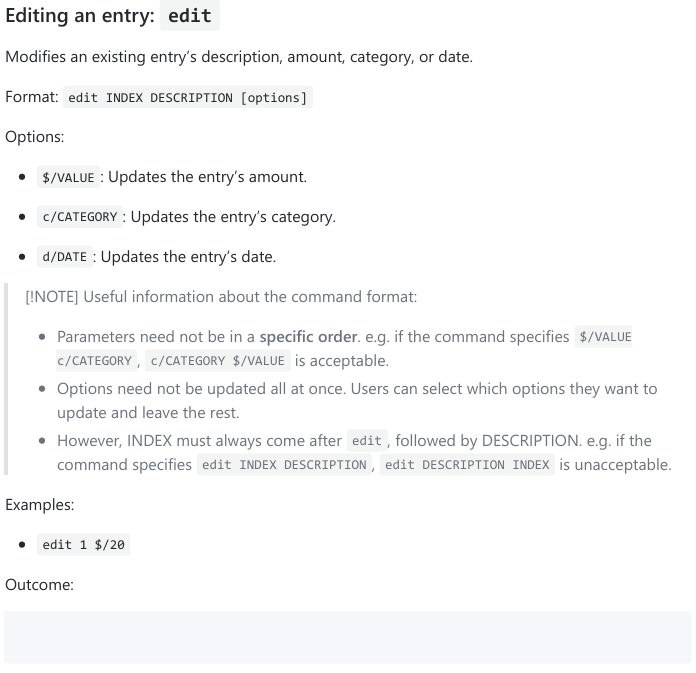 Editing an entry: edit
Modifies an existing entry’s description, amount, category, or date.
Format: edit INDEX DESCRIPTION [options]
Options:
• $/VALUE : Updates the entry’s amount.
• c/CATEGORY : Updates the entry’s category.
• d/DATE : Updates the entry’s date.
[!NOTE] Useful information about the command format:
• Parameters need not be in a specific order. e.g. if the command specifies $/VALUE
c/CATEGORY , c/CATEGORY $/VALUE is acceptable.
• Options need not be updated all at once. Users can select which options they want to
update and leave the rest.
• However, INDEX must always come after edit , followed by DESCRIPTION. e.g. if the
command specifies edit INDEX DESCRIPTION , edit DESCRIPTION INDEX is unacceptable.
Examples:
• edit 1 $/20
Outcome: